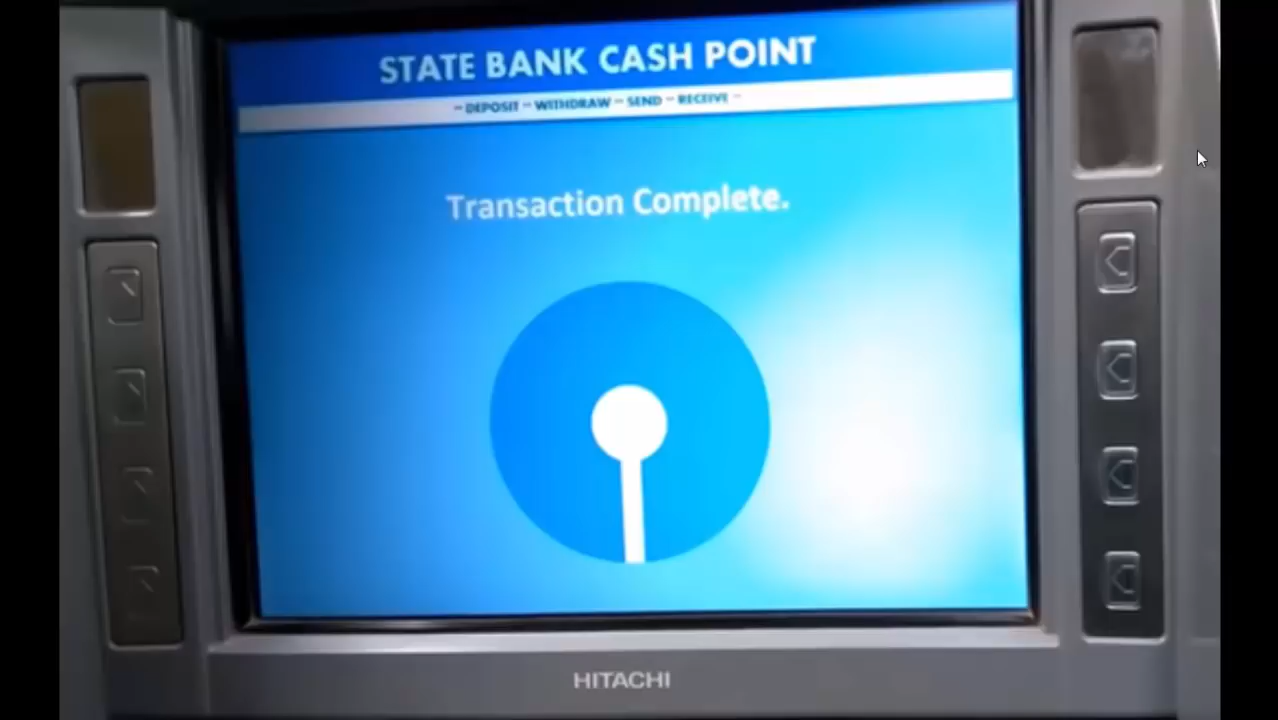 STATE BANK CASH POINT
- DEPOSIT - WITHDRAW - SEND - RECEIVE -
Transaction Complete.
HITACHI